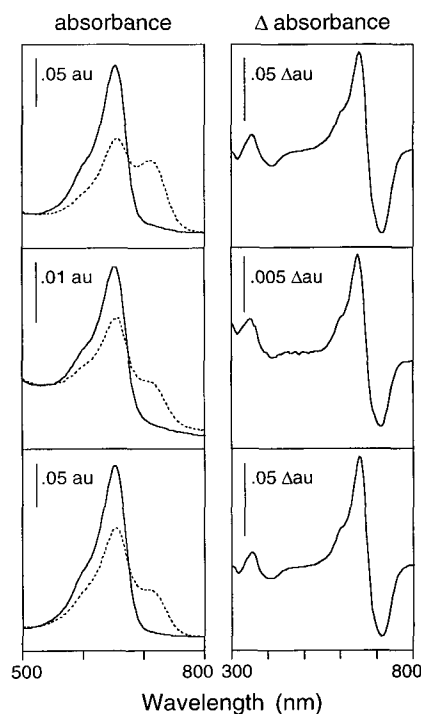 absorbance
Δ absorbance
.05 au
.05 Δau
.01 au
.005 Δau
.05 au
.05 Δau
500
800
300
800
Wavelength (nm)